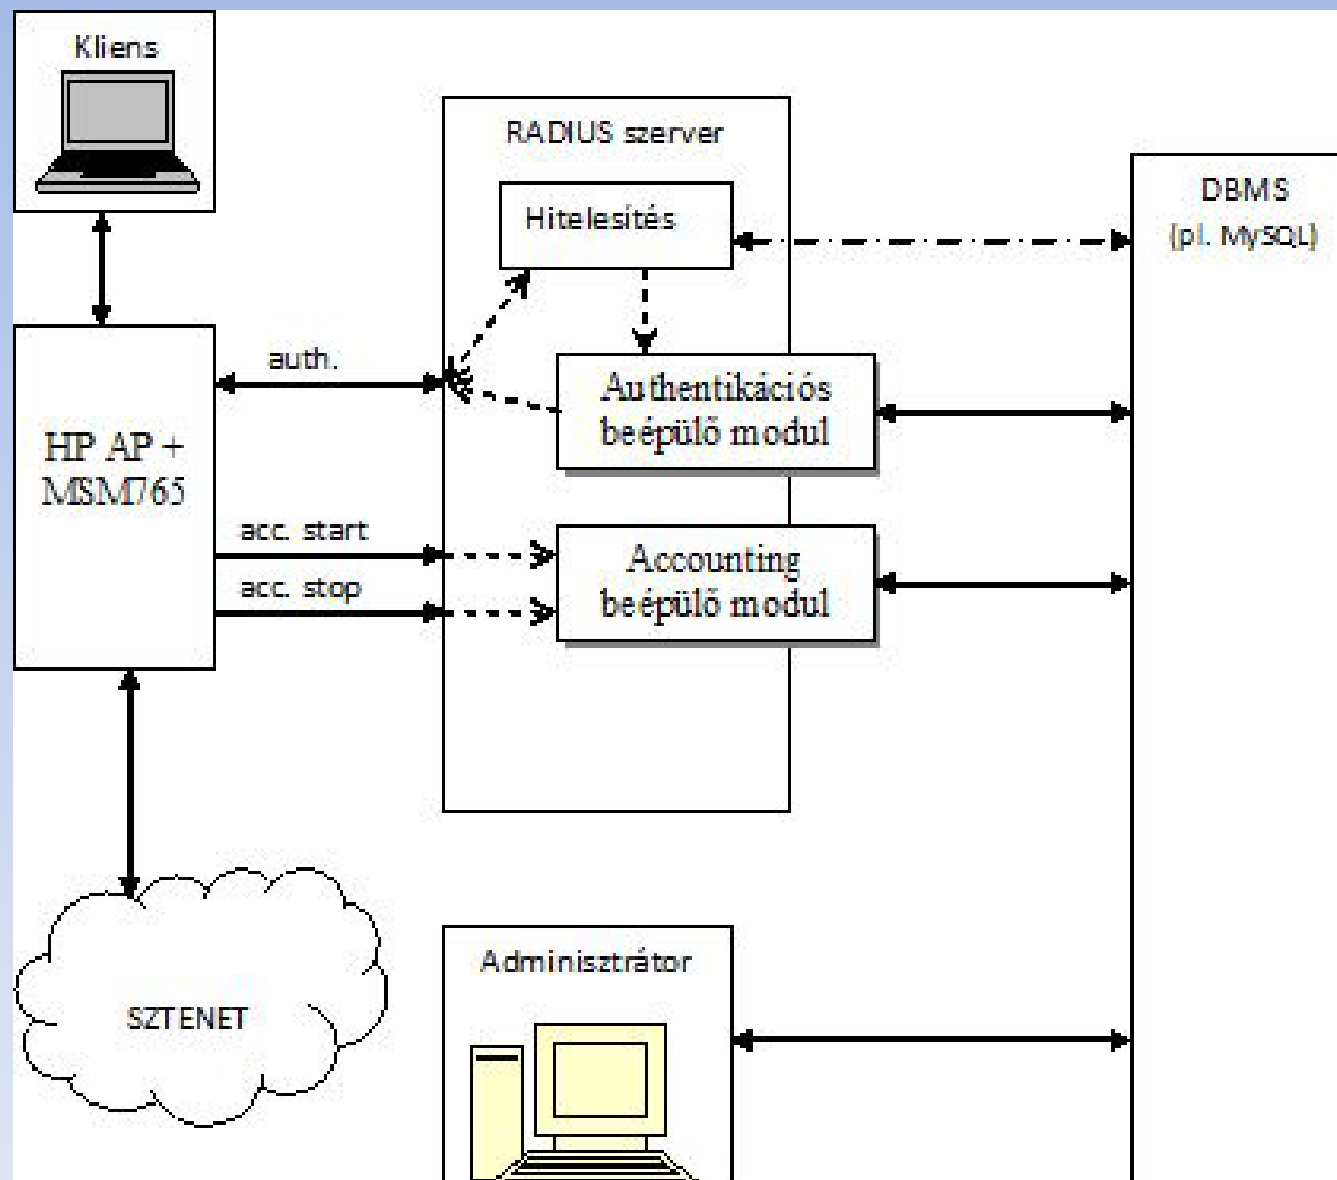 Kliens
RADIUS szerver
Hitelesítés
DBMS
(pl. MySQL)
auth.
Authentikációs
beépülő modul
HP AP +
MSM765
acc. start
acc. stop
Accounting
beépülő modul
Adminisztrátor
SZTENET